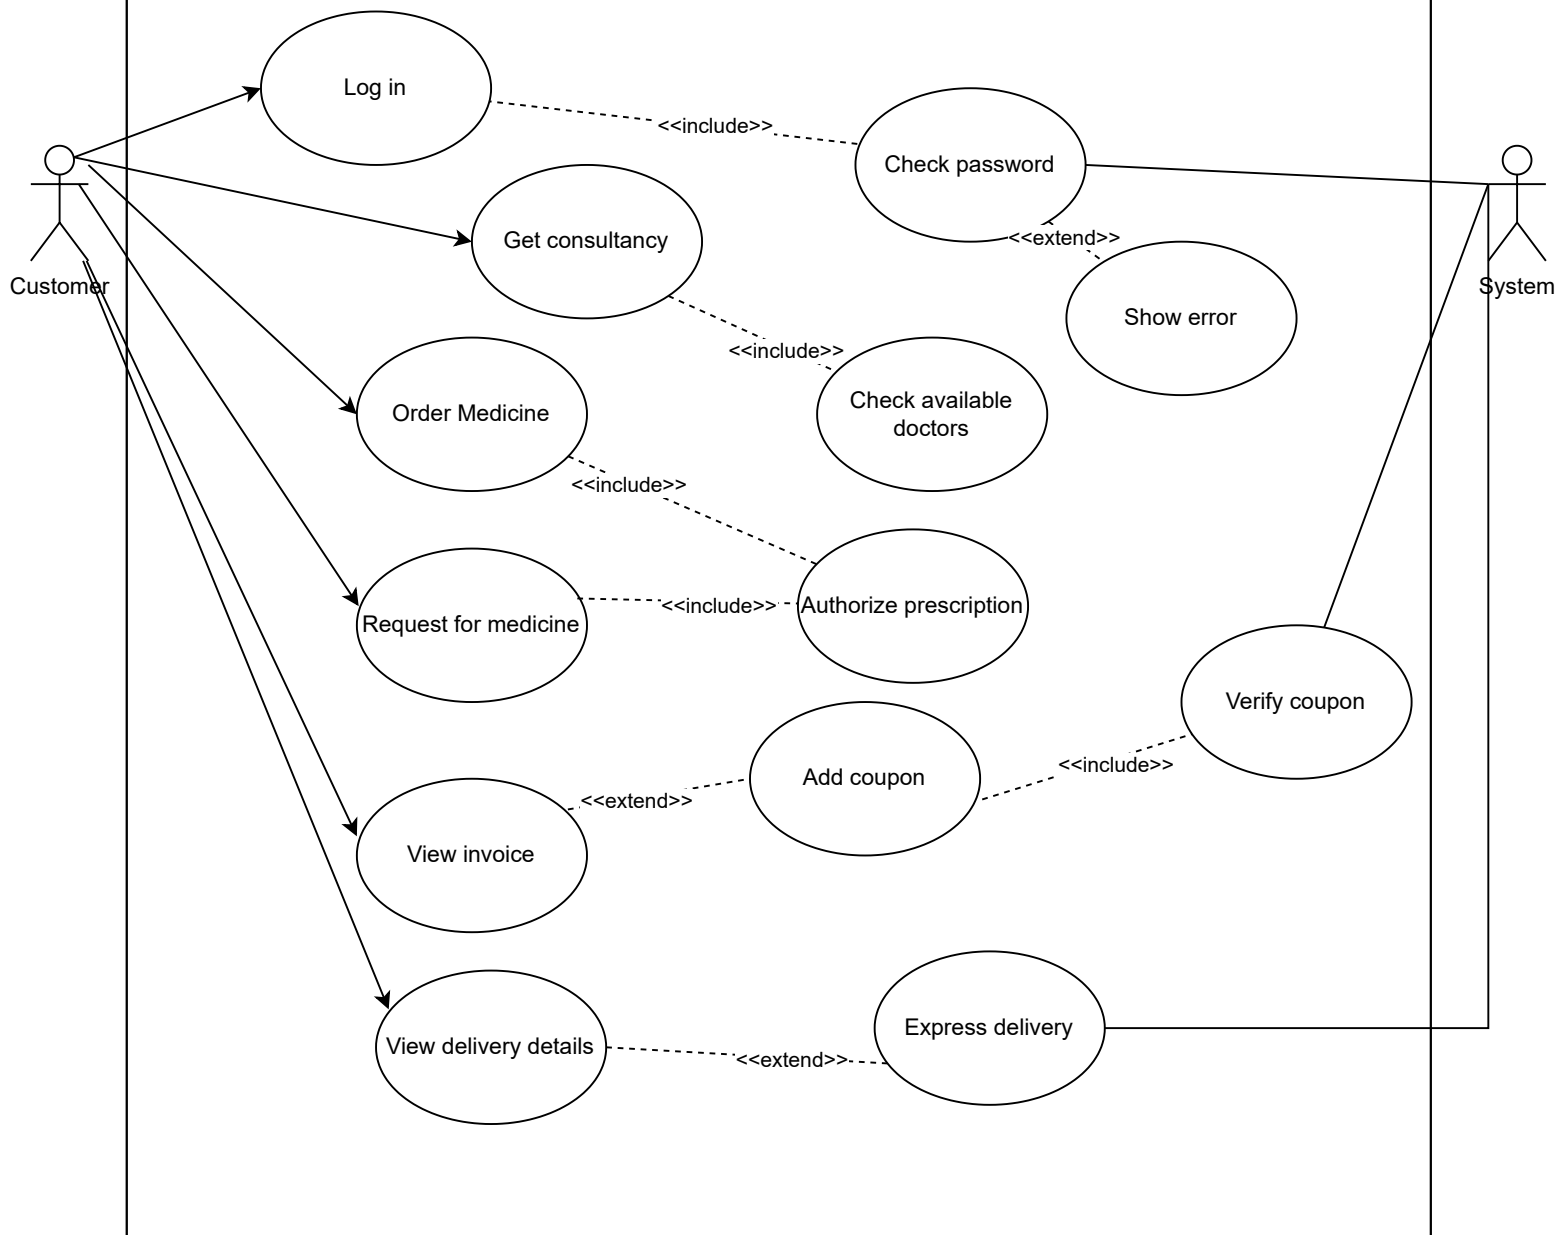 Log in
<<include>>
Check password
Get consultancy
<<extend>>
Customer
System
Show error
<<include>>
Order Medicine
Check available
doctors
<<include>>
Request for medicine
<<include>>
Authorize prescription
Verify coupon
Add coupon
<<include>>
<<extend>>
View invoice
Express delivery
View delivery details
<<extend>>